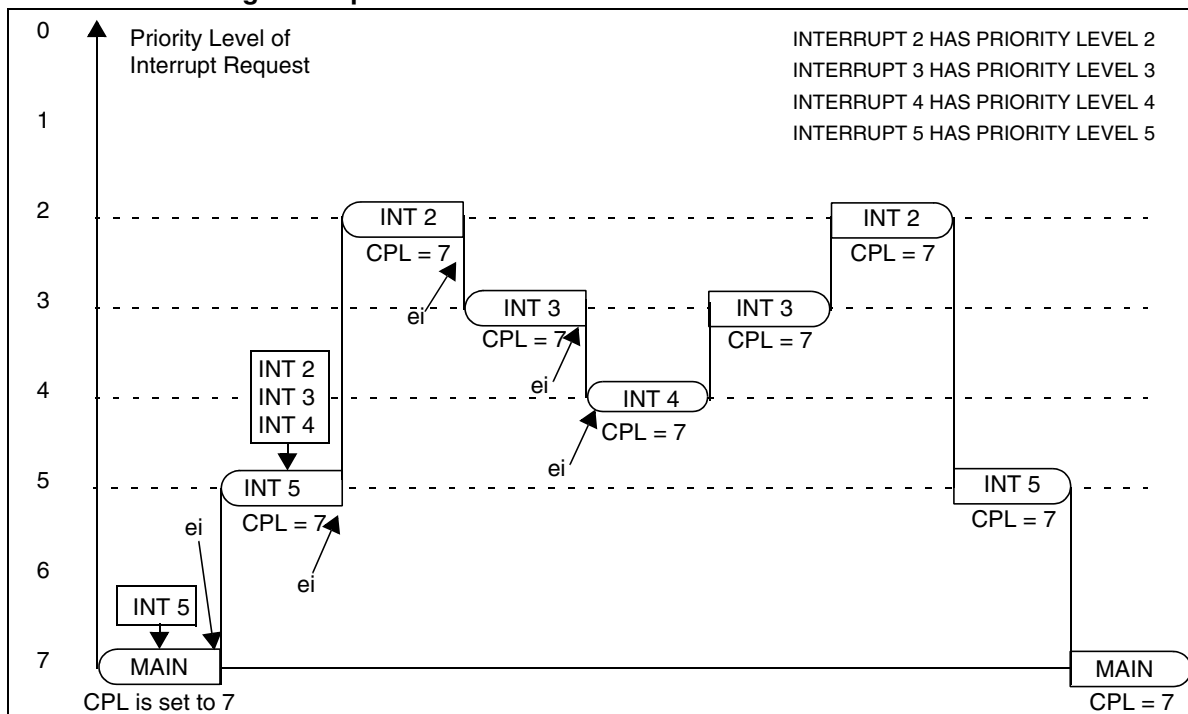 0
Priority Level of
Interrupt Request
INTERRUPT 2 HAS PRIORITY LEVEL 2
INTERRUPT 3 HAS PRIORITY LEVEL 3
INTERRUPT 4 HAS PRIORITY LEVEL 4
INTERRUPT 5 HAS PRIORITY LEVEL 5
1
2
INT 2
CPL = 7
INT 2
CPL = 7
3
ei
INT 3
CPL = 7
INT 3
CPL = 7
INT 2
INT 3
INT 4
4
ei
INT 4
CPL = 7
ei
5
INT 5
CPL = 7
INT 5
CPL = 7
ei
ei
6
INT 5
7
MAIN
CPL is set to 7
MAIN
CPL = 7